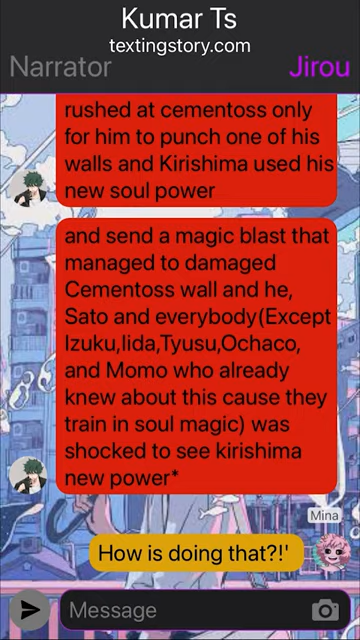 Kumar Ts
textingstory.com
Narrator Jirou
rushed at cementoss only
for him to punch one of his
walls and Kirishima used his
new soul power
and send a magic blast that
managed to damaged
Cementoss wall and he,
Sato and everybody(Except
Izuku,Iida,Tyusu,Ochaco,
and Momo who already
knew about this cause they
train in soul magic) was
shocked to see kirishima
new power*
Mina
How is doing that?!'
Message